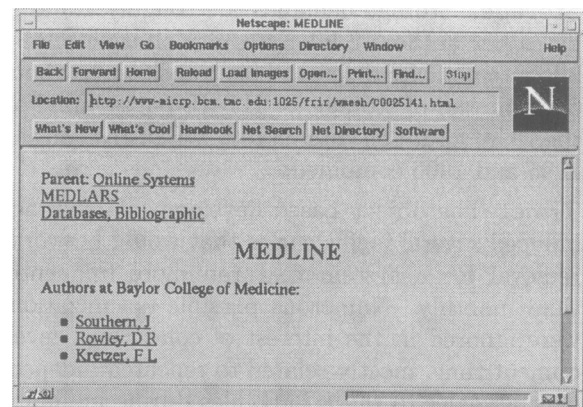 Netscape: MEDLINE
File Edit View Go Bookmarks Options Directory Window Help
Back Forward Home Reload Load Images Open... Print... Find... Stop
Location: http://www-aicrp.bcm.tmc.edu:1025/frir/vmesh/U0025141.html
N
What's New What's Cool Handbook Net Search Net Directory Software
Parent: Online Systems
MEDLARS
Databases, Bibliographic
MEDLINE
Authors at Baylor College of Medicine:
Southern, J
Rowley, D R
Kretzer, F L